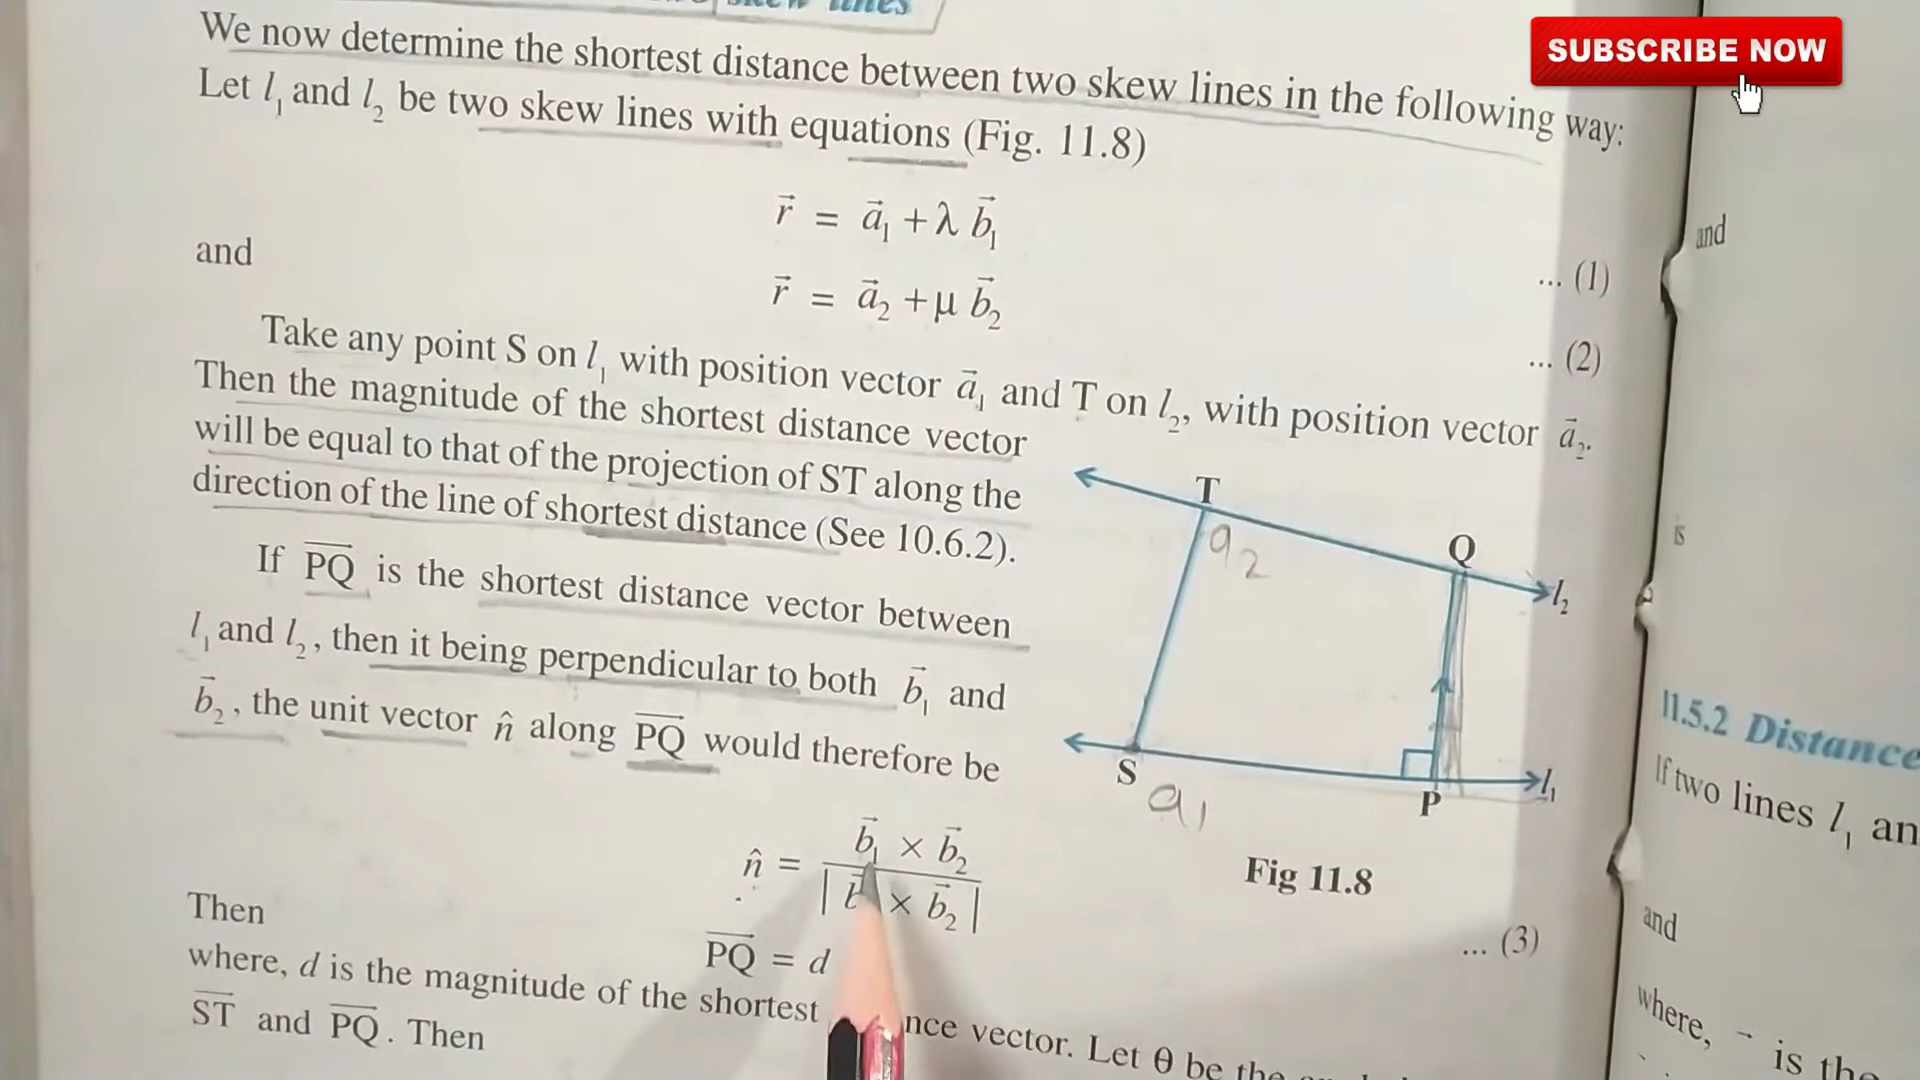 skew lines
SUBSCRIBE NOW
We now determine the shortest distance between two skew lines in the following way:
Let l₁ and l₂ be two skew lines with equations (Fig. 11.8)
r⃗ = a⃗₁ + λ b⃗₁ ... (1)
and
r⃗ = a⃗₂ + μ b⃗₂ ... (2)
Take any point S on l₁ with position vector a⃗₁ and T on l₂, with position vector a⃗₂.
Then the magnitude of the shortest distance vector
will be equal to that of the projection of ST along the
direction of the line of shortest distance (See 10.6.2).
If P͞Q⃗ is the shortest distance vector between
l₁ and l₂, then it being perpendicular to both b⃗₁ and
b⃗₂, the unit vector n̂ along P͞Q⃗ would therefore be
n̂ = b⃗₁ × b⃗₂ / | b⃗ × b⃗₂ | ... (3)
Then
PQ = d
where, d is the magnitude of the shortest nce vector. Let θ be the
ST and PQ. Then
T
a2
Q
l₂
S
a1
P
l₁
Fig 11.8
and
is
11.5.2 Distance
If two lines l₁ an
and
where, is the